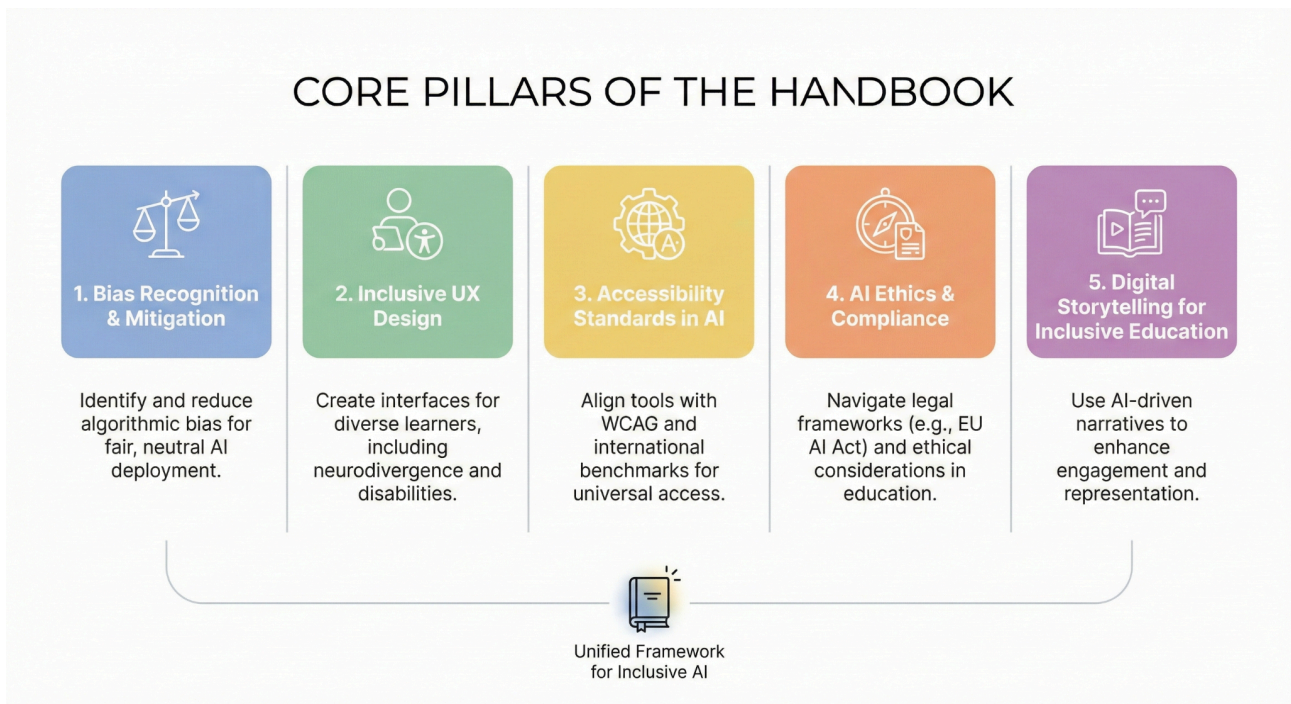 CORE PILLARS OF THE HANDBOOK
1. Bias Recognition
& Mitigation
Identify and reduce
algorithmic bias for
fair, neutral AI
deployment.
2. Inclusive UX
Design
Create interfaces for
diverse learners,
including
neurodivergence and
disabilities.
A
3. Accessibility
Standards in AI
Align tools with
WCAG and
international
benchmarks for
universal access.
4. AI Ethics &
Compliance
Navigate legal
frameworks (e.g., EU
AI Act) and ethical
considerations in
education.
5. Digital
Storytelling for
Inclusive Education
Use AI-driven
narratives to
enhance
engagement and
representation.
Unified Framework
for Inclusive AI